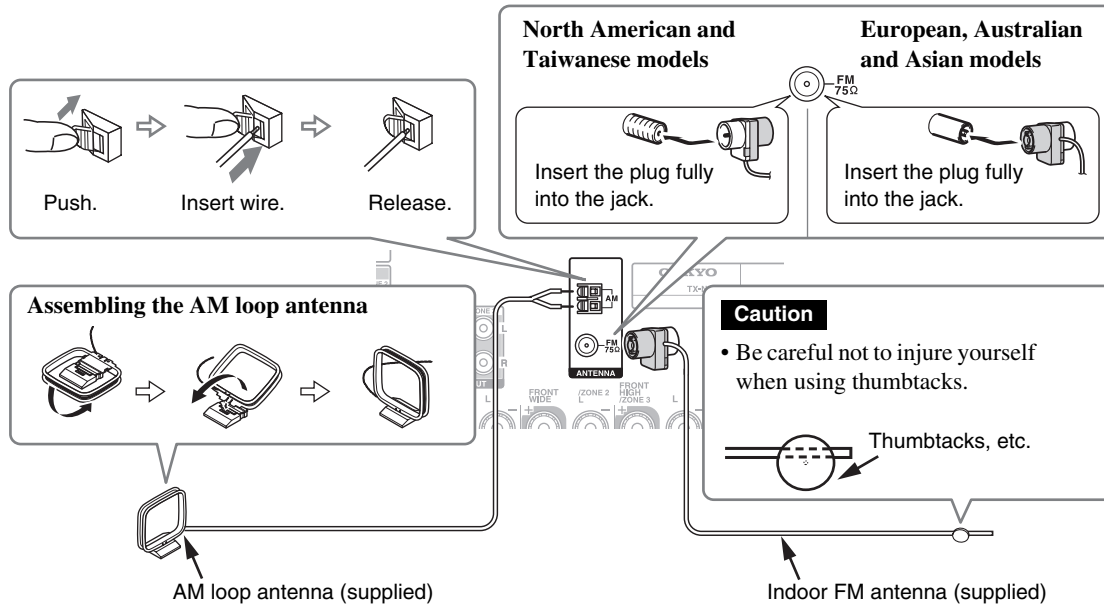 North American and
Taiwanese models
European, Australian
and Asian models
FM
75Ω
Insert the plug fully
into the jack.
Insert the plug fully
into the jack.
Push.
Insert wire.
Release.
Assembling the AM loop antenna
AM
FM
75Ω
ANTENNA
L
R
FRONT
WIDE
/ZONE 2
L
FRONT
HIGH
/ZONE 3
L
L
Caution
• Be careful not to injure yourself
when using thumbtacks.
Thumbtacks, etc.
AM loop antenna (supplied)
Indoor FM antenna (supplied)